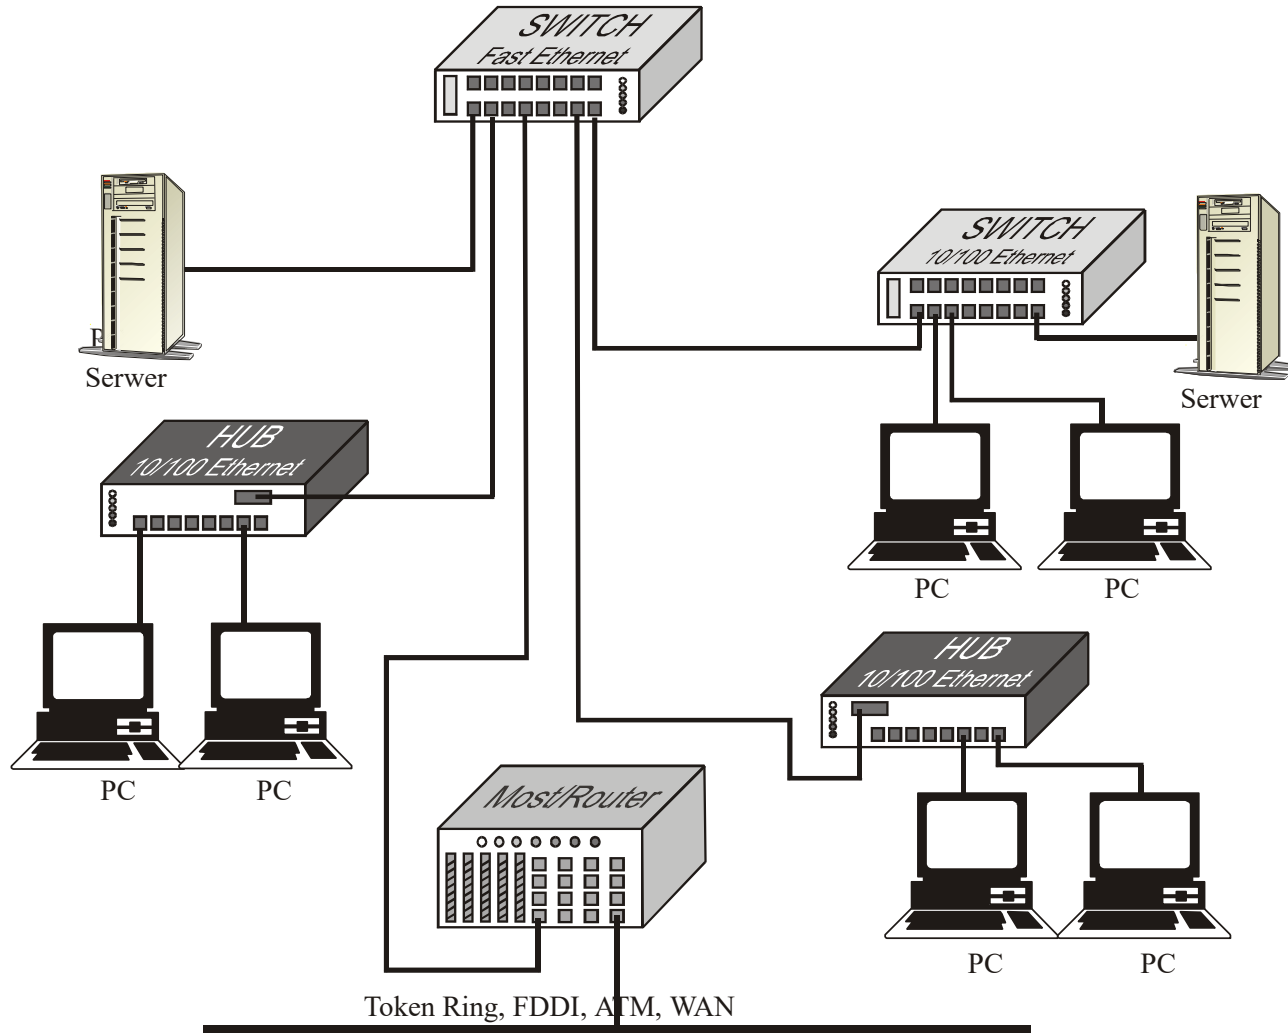 SWITCH
Fast Ethernet
SWITCH
10/100 Ethernet
Serwer
Serwer
HUB
10/100 Ethernet
PC
PC
HUB
10/100 Ethernet
PC
PC
Most/Router
PC
PC
Token Ring, FDDI, ATM, WAN